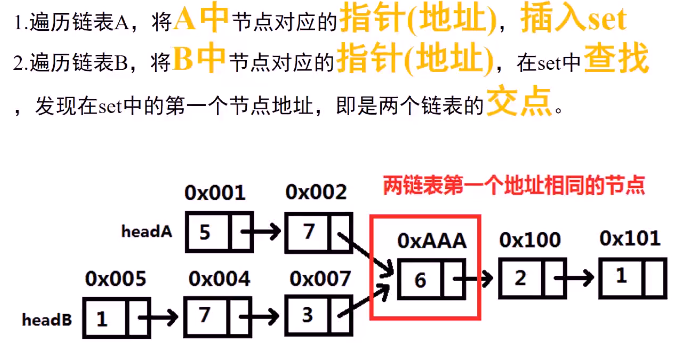 1.遍历链表A，将A中节点对应的指针(地址)，插入set
2.遍历链表B，将B中节点对应的指针(地址)，在set中查找
，发现在set中的第一个节点地址，即是两个链表的交点。
两链表第一个地址相同的节点
0x001 0x002
headA 5 7
0xAAA 0x100 0x101
6 2 1
0x005 0x004 0x007
headB 1 7 3